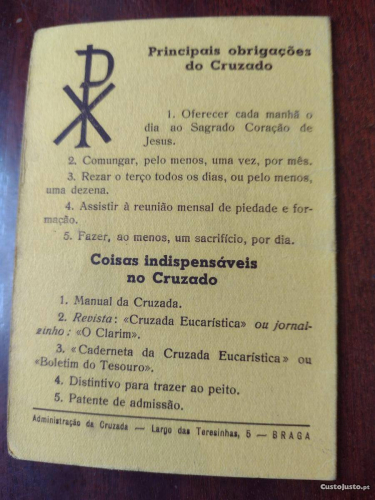 Principais obrigações
do Cruzado
1. Oferecer cada manhã o
dia ao Sagrado Coração de
Jesus.
2. Comungar, pelo menos, uma vez, por mês.
3. Rezar o terço todos os dias, ou pelo menos,
uma dezena.
4. Assistir à reunião mensal de piedade e for-
mação.
5. Fazer, ao menos, um sacrifício, por dia.
Coisas indispensáveis
no Cruzado
1. Manual da Cruzada.
2. Revista: «Cruzada Eucarística» ou jornal-
zinho: «O Clarim».
3. «Caderneta da Cruzada Eucarística» ou
«Boletim do Tesouro».
4. Distintivo para trazer ao peito.
5. Patente de admissão.
Administração da Cruzada — Largo das Teresinhas, 5 — BRAGA
CustoJusto.pt